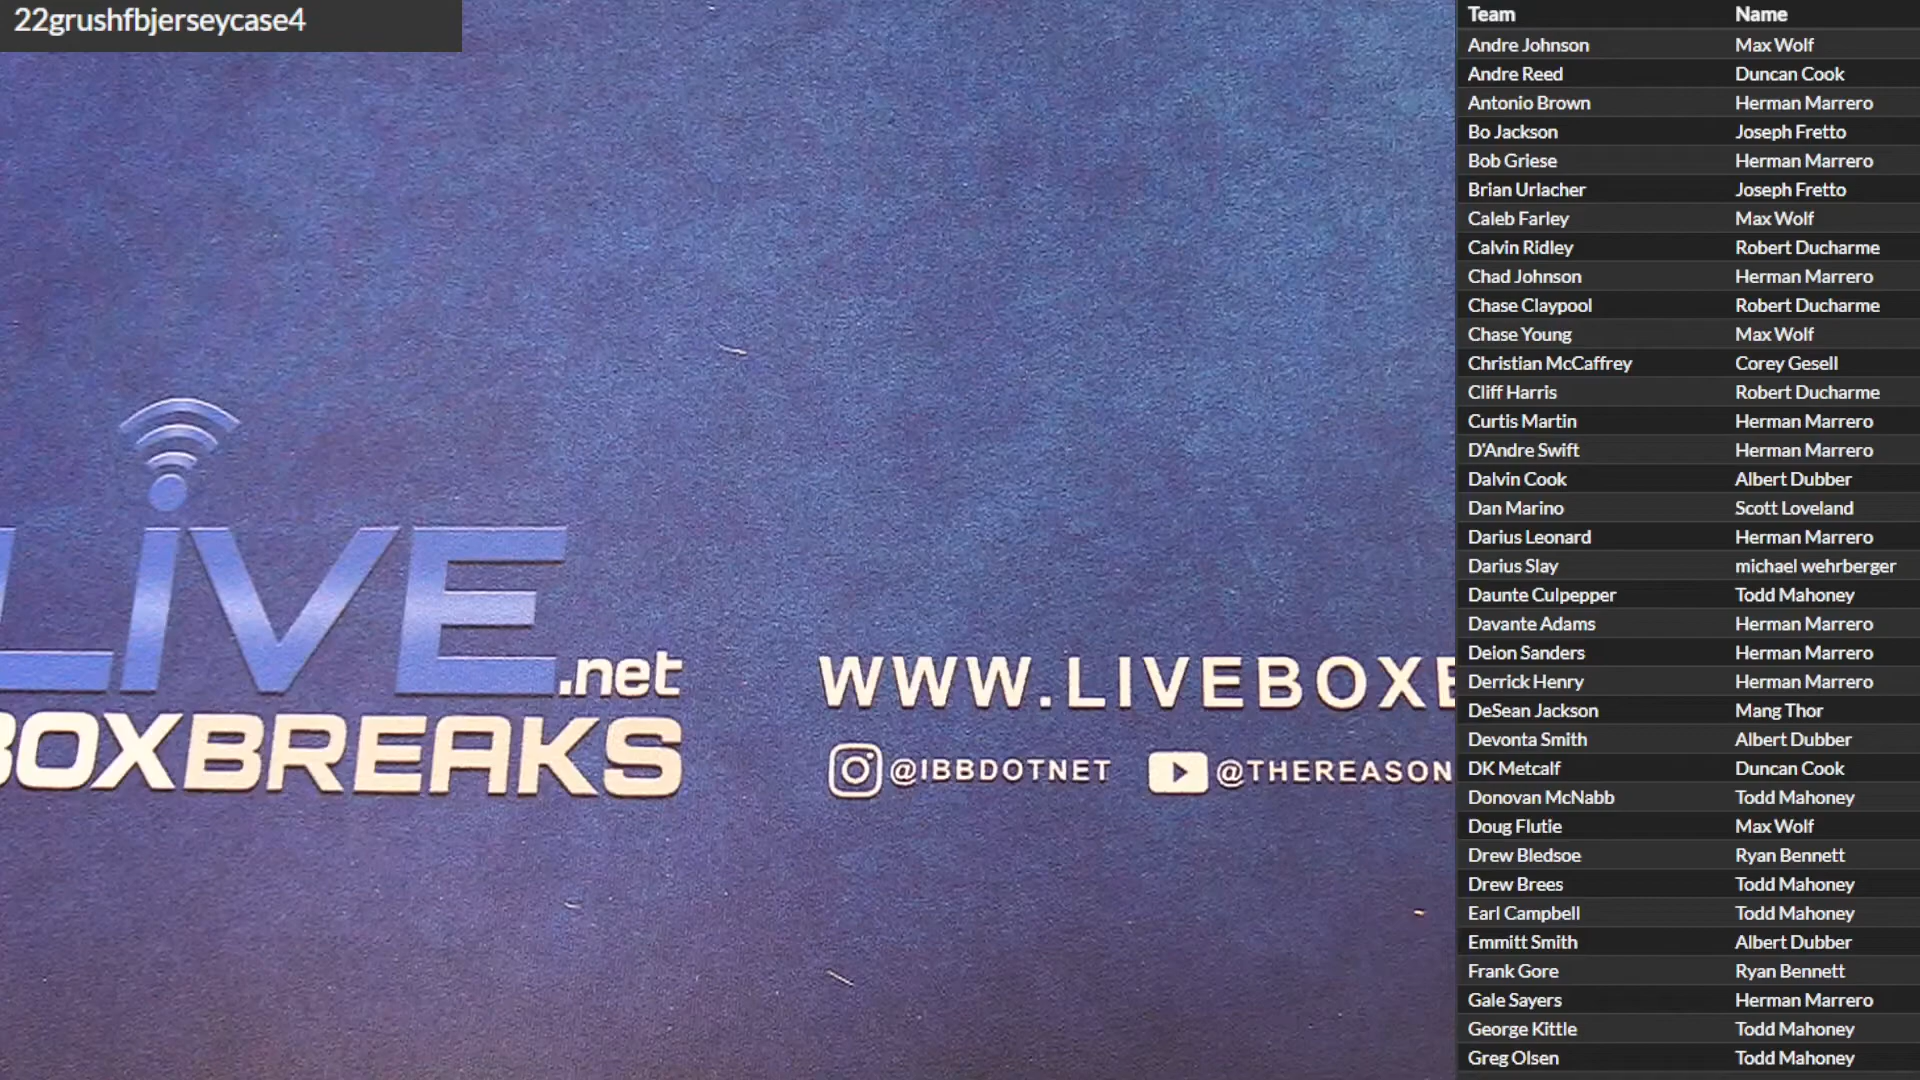 22grushfbjerseycase4
Team Name
Andre Johnson Max Wolf
Andre Reed Duncan Cook
Antonio Brown Herman Marrero
Bo Jackson Joseph Fretto
Bob Griese Herman Marrero
Brian Urlacher Joseph Fretto
Caleb Farley Max Wolf
Calvin Ridley Robert Ducharme
Chad Johnson Herman Marrero
Chase Claypool Robert Ducharme
Chase Young Max Wolf
Christian McCaffrey Corey Gesell
Cliff Harris Robert Ducharme
Curtis Martin Herman Marrero
D'Andre Swift Herman Marrero
Dalvin Cook Albert Dubber
Dan Marino Scott Loveland
Darius Leonard Herman Marrero
Darius Slay michael wehrberger
Daunte Culpepper Todd Mahoney
Davante Adams Herman Marrero
Deion Sanders Herman Marrero
Derrick Henry Herman Marrero
DeSean Jackson Mang Thor
Devonta Smith Albert Dubber
DK Metcalf Duncan Cook
Donovan McNabb Todd Mahoney
Doug Flutie Max Wolf
Drew Bledsoe Ryan Bennett
Drew Brees Todd Mahoney
Earl Campbell Todd Mahoney
Emmitt Smith Albert Dubber
Frank Gore Ryan Bennett
Gale Sayers Herman Marrero
George Kittle Todd Mahoney
Greg Olsen Todd Mahoney
LIVE.net
BOXBREAKS
WWW.LIVEBOXB
@IBBDOTNET @THEREASON